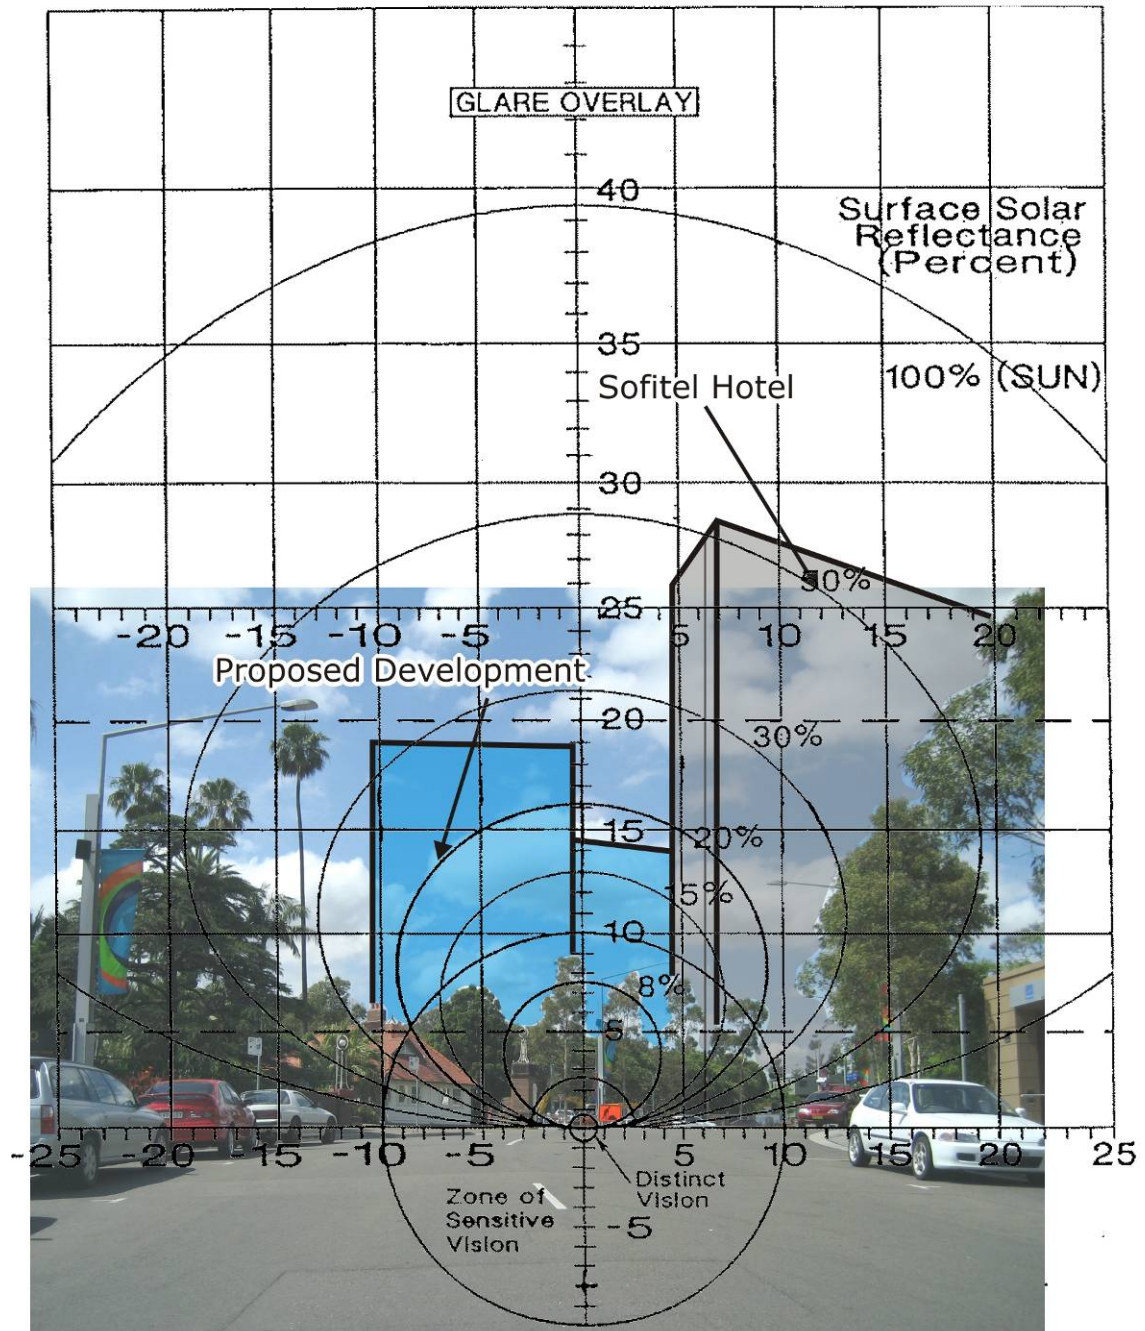 GLARE OVERLAY
40
Surface Solar
Reflectance
(Percent)
35
100% (SUN)
Sofitel Hotel
30
50%
25
-20 -15 -10 -5 5 10 15 20
Proposed Development
20
30%
15
20%
15%
10
8%
5
-25 -20 -15 -10 -5 5 10 15 20 25
Distinct
Vision
Zone of
Sensitive
Vision
-5